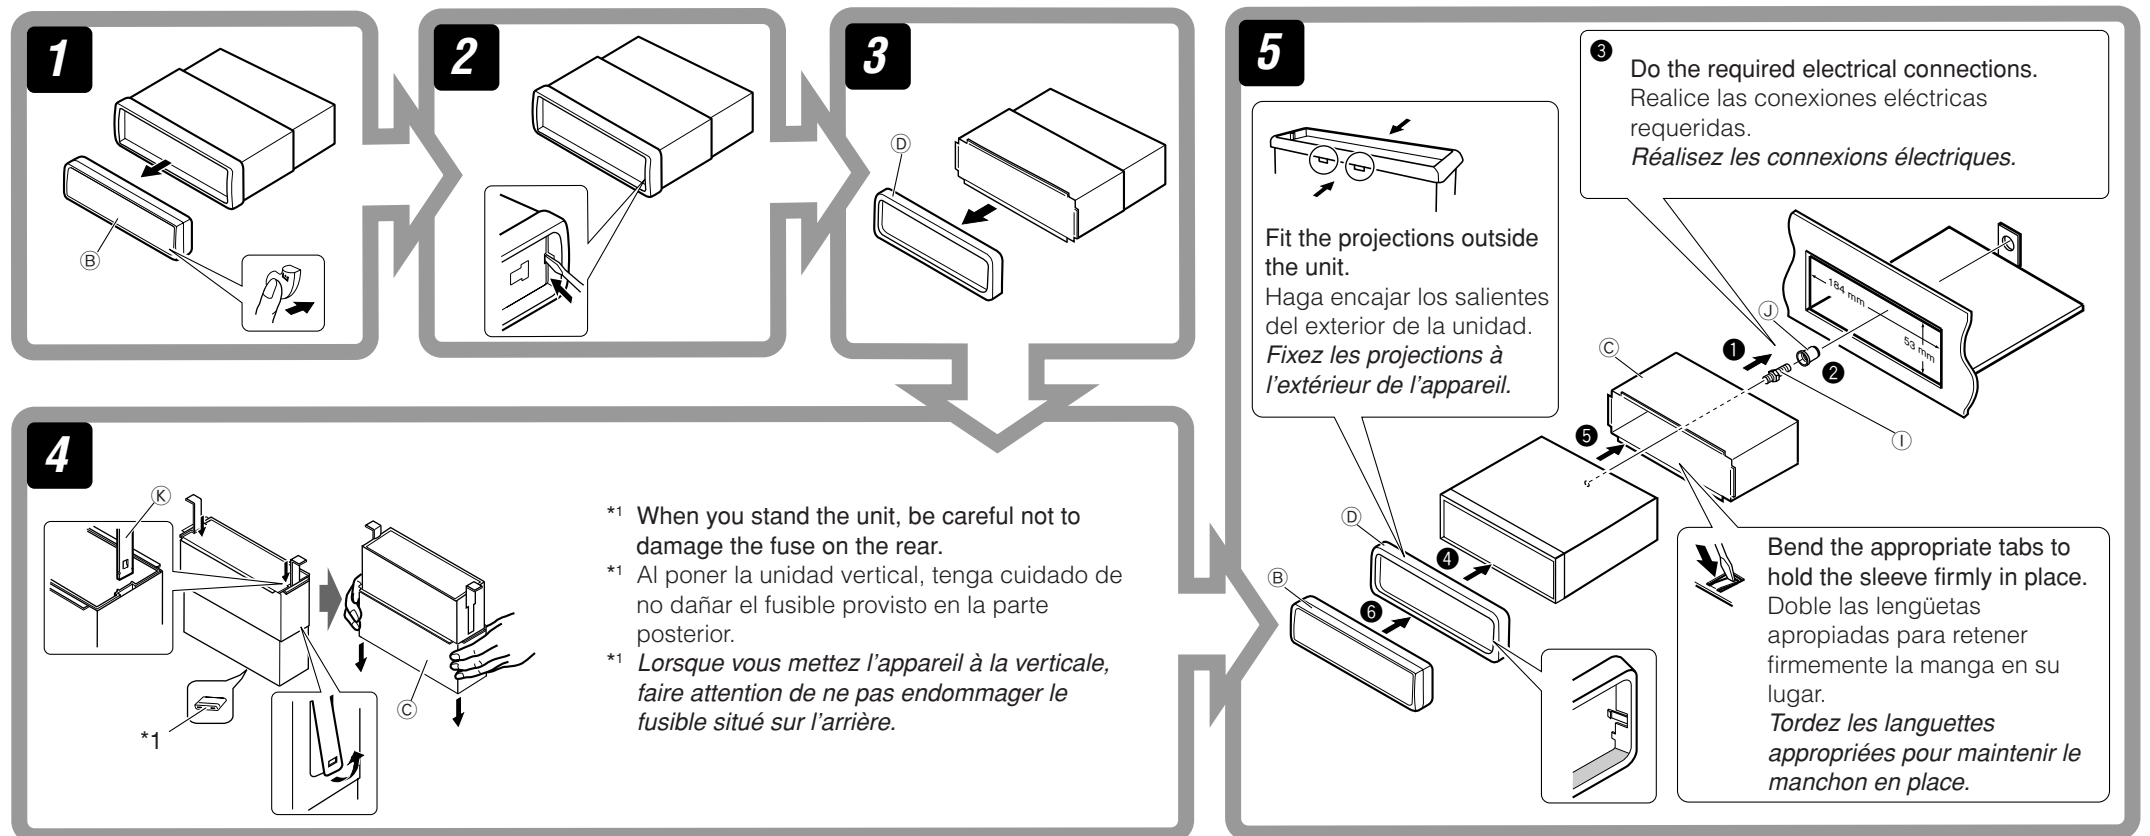 1
Ⓑ
2
3
Ⓓ
4
Ⓚ
*1
Ⓒ
*1 When you stand the unit, be careful not to
damage the fuse on the rear.
*1 Al poner la unidad vertical, tenga cuidado de
no dañar el fusible provisto en la parte
posterior.
*1 Lorsque vous mettez l'appareil à la verticale,
faire attention de ne pas endommager le
fusible situé sur l'arrière.
5
Fit the projections outside
the unit.
Haga encajar los salientes
del exterior de la unidad.
Fixez les projections à
l'extérieur de l'appareil.
❸
Do the required electrical connections.
Realice las conexiones eléctricas
requeridas.
Réalisez les connexions électriques.
184 mm
53 mm
Ⓙ
❶
❷
Ⓒ
Ⓘ
❺
Ⓓ
❹
Ⓑ
❻
Bend the appropriate tabs to
hold the sleeve firmly in place.
Doble las lengüetas
apropiadas para retener
firmemente la manga en su
lugar.
Tordez les languettes
appropriées pour maintenir le
manchon en place.